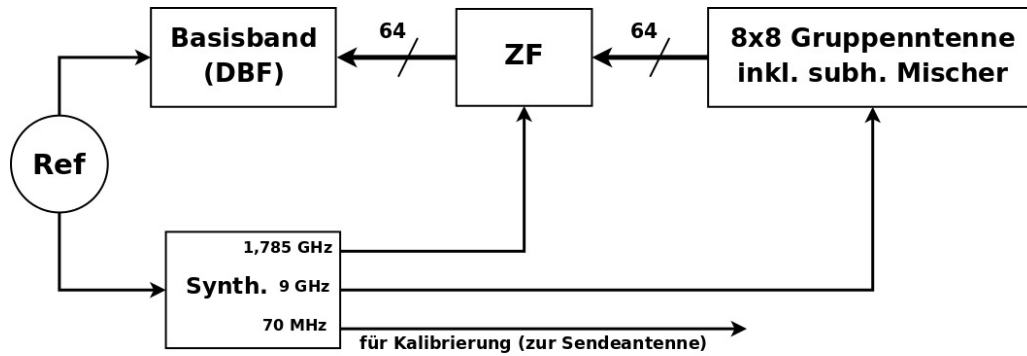 Basisband
(DBF)
64
ZF
64
8x8 Gruppenntenne
inkl. subh. Mischer
Ref
1,785 GHz
Synth. 9 GHz
70 MHz
für Kalibrierung (zur Sendeantenne)